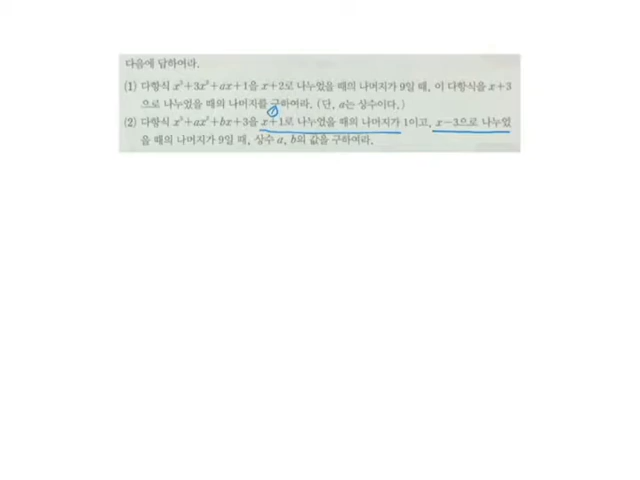 다음에 답하여라.
(1) 다항식 x³+3x²+ax+1을 x+2로 나누었을 때의 나머지가 9일 때, 이 다항식을 x+3
으로 나누었을 때의 나머지를 구하여라. (단, a는 상수이다.)
(2) 다항식 x³+ax²+bx+3을 x+1로 나누었을 때의 나머지가 1이고, x-3으로 나누었
을 때의 나머지가 9일 때, 상수 a, b의 값을 구하여라.